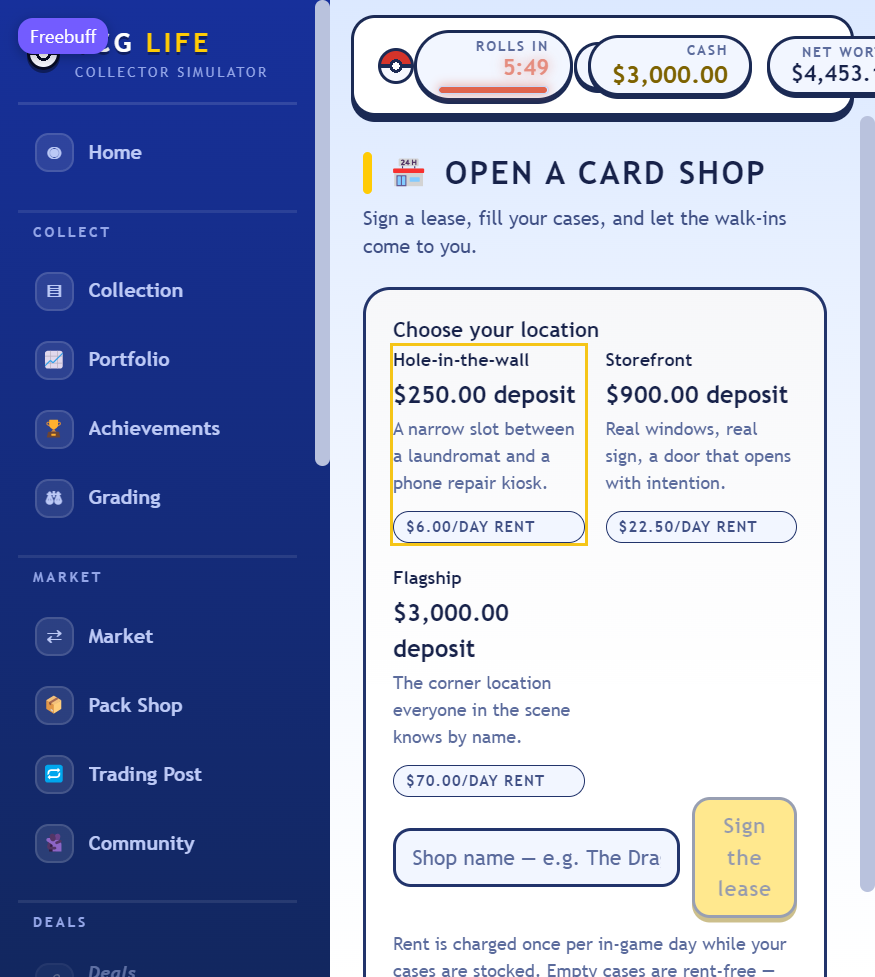 Freebuff
CG LIFE
COLLECTOR SIMULATOR
Home
COLLECT
Collection
Portfolio
Achievements
Grading
MARKET
Market
Pack Shop
Trading Post
Community
DEALS
Deals
ROLLS IN
5:49
CASH
$3,000.00
NET WOR
$4,453.
24 H
OPEN A CARD SHOP
Sign a lease, fill your cases, and let the walk-ins
come to you.
Choose your location
Hole-in-the-wall
$250.00 deposit
A narrow slot between
a laundromat and a
phone repair kiosk.
$6.00/DAY RENT
Storefront
$900.00 deposit
Real windows, real
sign, a door that opens
with intention.
$22.50/DAY RENT
Flagship
$3,000.00
deposit
The corner location
everyone in the scene
knows by name.
$70.00/DAY RENT
Shop name — e.g. The Dra
Sign
the
lease
Rent is charged once per in-game day while your
cases are stocked. Empty cases are rent-free —